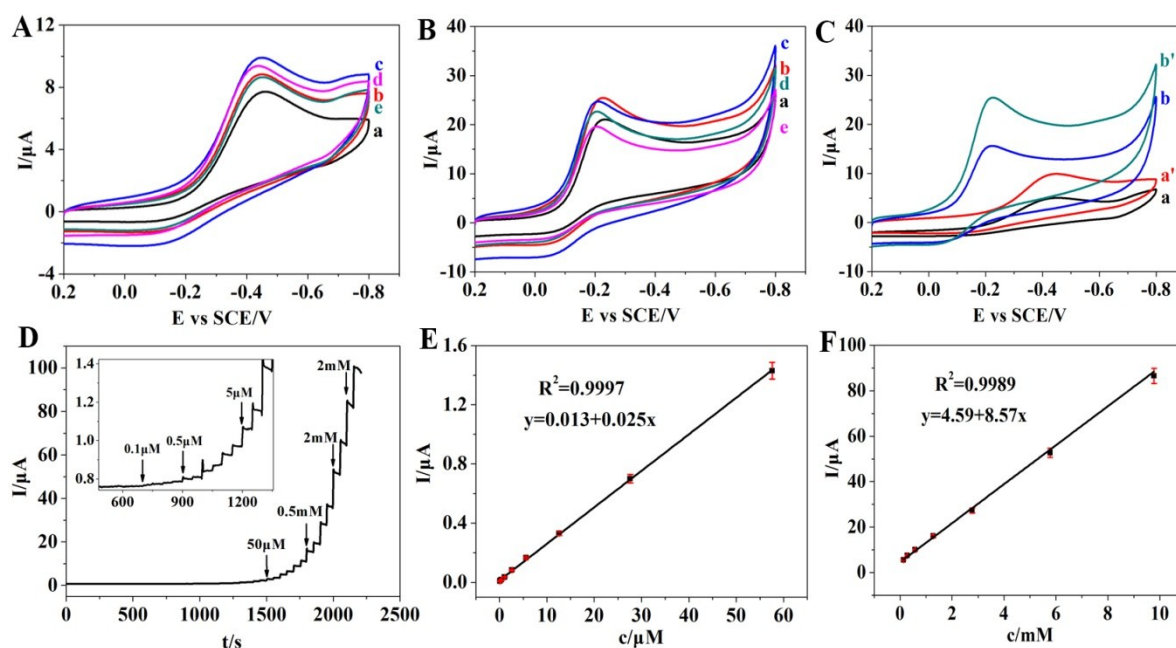 A
I/µA
12
8
4
0
-4
0.2 0.0 -0.2 -0.4 -0.6 -0.8
E vs SCE/V
c
d
b
e
a
B
I/µA
40
30
20
10
0
-10
0.2 0.0 -0.2 -0.4 -0.6 -0.8
E vs SCE/V
c
b
d
a
e
C
I/µA
40
30
20
10
0
-10
0.2 0.0 -0.2 -0.4 -0.6 -0.8
E vs SCE/V
b'
b
a'
a
D
I/µA
100
80
60
40
20
0
0 500 1000 1500 2000 2500
t/s
1.4
1.2
1.0
0.8
600 900 1200
0.1µM
0.5µM
5µM
50µM
0.5mM
2mM
2mM
E
I/µA
1.6
1.2
0.8
0.4
0.0
0 10 20 30 40 50 60
c/µM
R²=0.9997
y=0.013+0.025x
F
I/µA
100
80
60
40
20
0
0 2 4 6 8 10
c/mM
R²=0.9989
y=4.59+8.57x